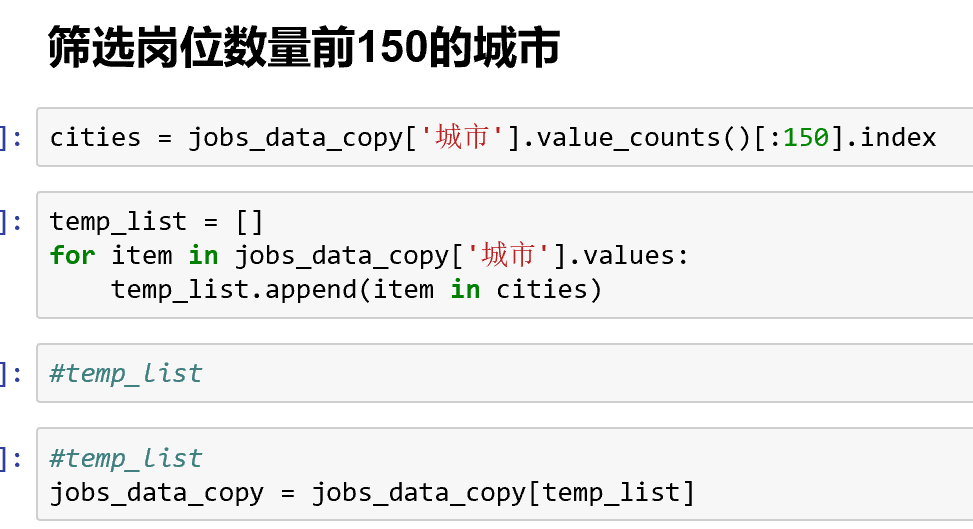 筛选岗位数量前150的城市
]: cities = jobs_data_copy['城市'].value_counts()[:150].index
]: temp_list = []
for item in jobs_data_copy['城市'].values:
    temp_list.append(item in cities)
]: #temp_list
]: #temp_list
jobs_data_copy = jobs_data_copy[temp_list]